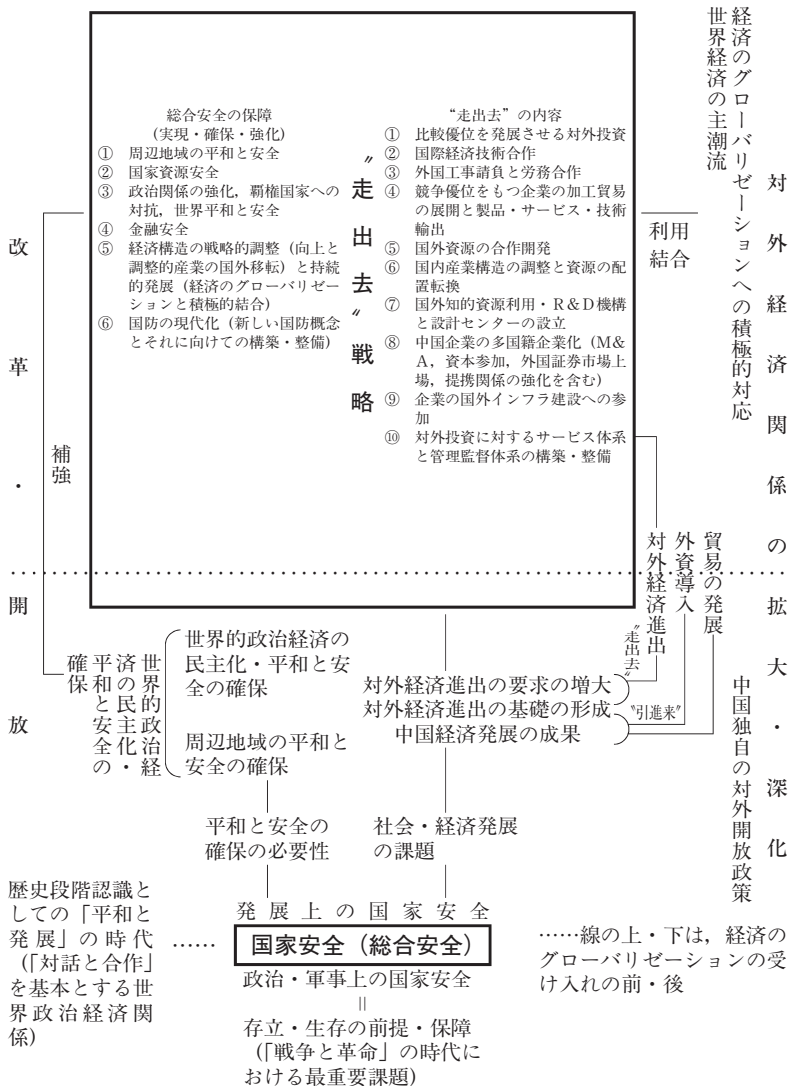 経済のグローバリゼーションへの積極的対応
世界経済の主潮流
対外経済関係の拡大・深化
中国独自の対外開放政策
利用
結合
改革・開放
補強
総合安全の保障
(実現・確保・強化)
① 周辺地域の平和と安全
② 国家資源安全
③ 政治関係の強化,覇権国家への
対抗,世界平和と安全
④ 金融安全
⑤ 経済構造の戦略的調整(向上と
調整的産業の国外移転)と持続
的発展(経済のグローバリゼー
ションと積極的結合)
⑥ 国防の現代化(新しい国防概念
とそれに向けての構築・整備)
〝走出去〟戦略
“走出去”の内容
① 比較優位を発展させる対外投資
② 国際経済技術合作
③ 外国工事請負と労務合作
④ 競争優位をもつ企業の加工貿易
の展開と製品・サービス・技術
輸出
⑤ 国外資源の合作開発
⑥ 国内産業構造の調整と資源の配
置転換
⑦ 国外知的資源利用・R&D機構
と設計センターの設立
⑧ 中国企業の多国籍企業化(M&
A,資本参加,外国証券市場上
場,提携関係の強化を含む)
⑨ 企業の国外インフラ建設への参
加
⑩ 対外投資に対するサービス体系
と管理監督体系の構築・整備
貿易の発展
外資導入
対外経済進出
〝走出去〟
〝引進来〟
世界的政治経
済の民主化・
平和と安全の
確保
世界的政治経済の
民主化・平和と安
全の確保
周辺地域の平和と
安全の確保
対外経済進出の要求の増大
対外経済進出の基礎の形成
中国経済発展の成果
平和と安全の
確保の必要性
社会・経済発展
の課題
発展上の国家安全
国家安全(総合安全)
政治・軍事上の国家安全
||
存立・生存の前提・保障
(「戦争と革命」の時代に
おける最重要課題)
歴史段階認識と
しての「平和と
発展」の時代
(「対話と合作」
を基本とする世
界政治経済関
係)
……
……線の上・下は,経済の
グローバリゼーションの受
け入れの前・後